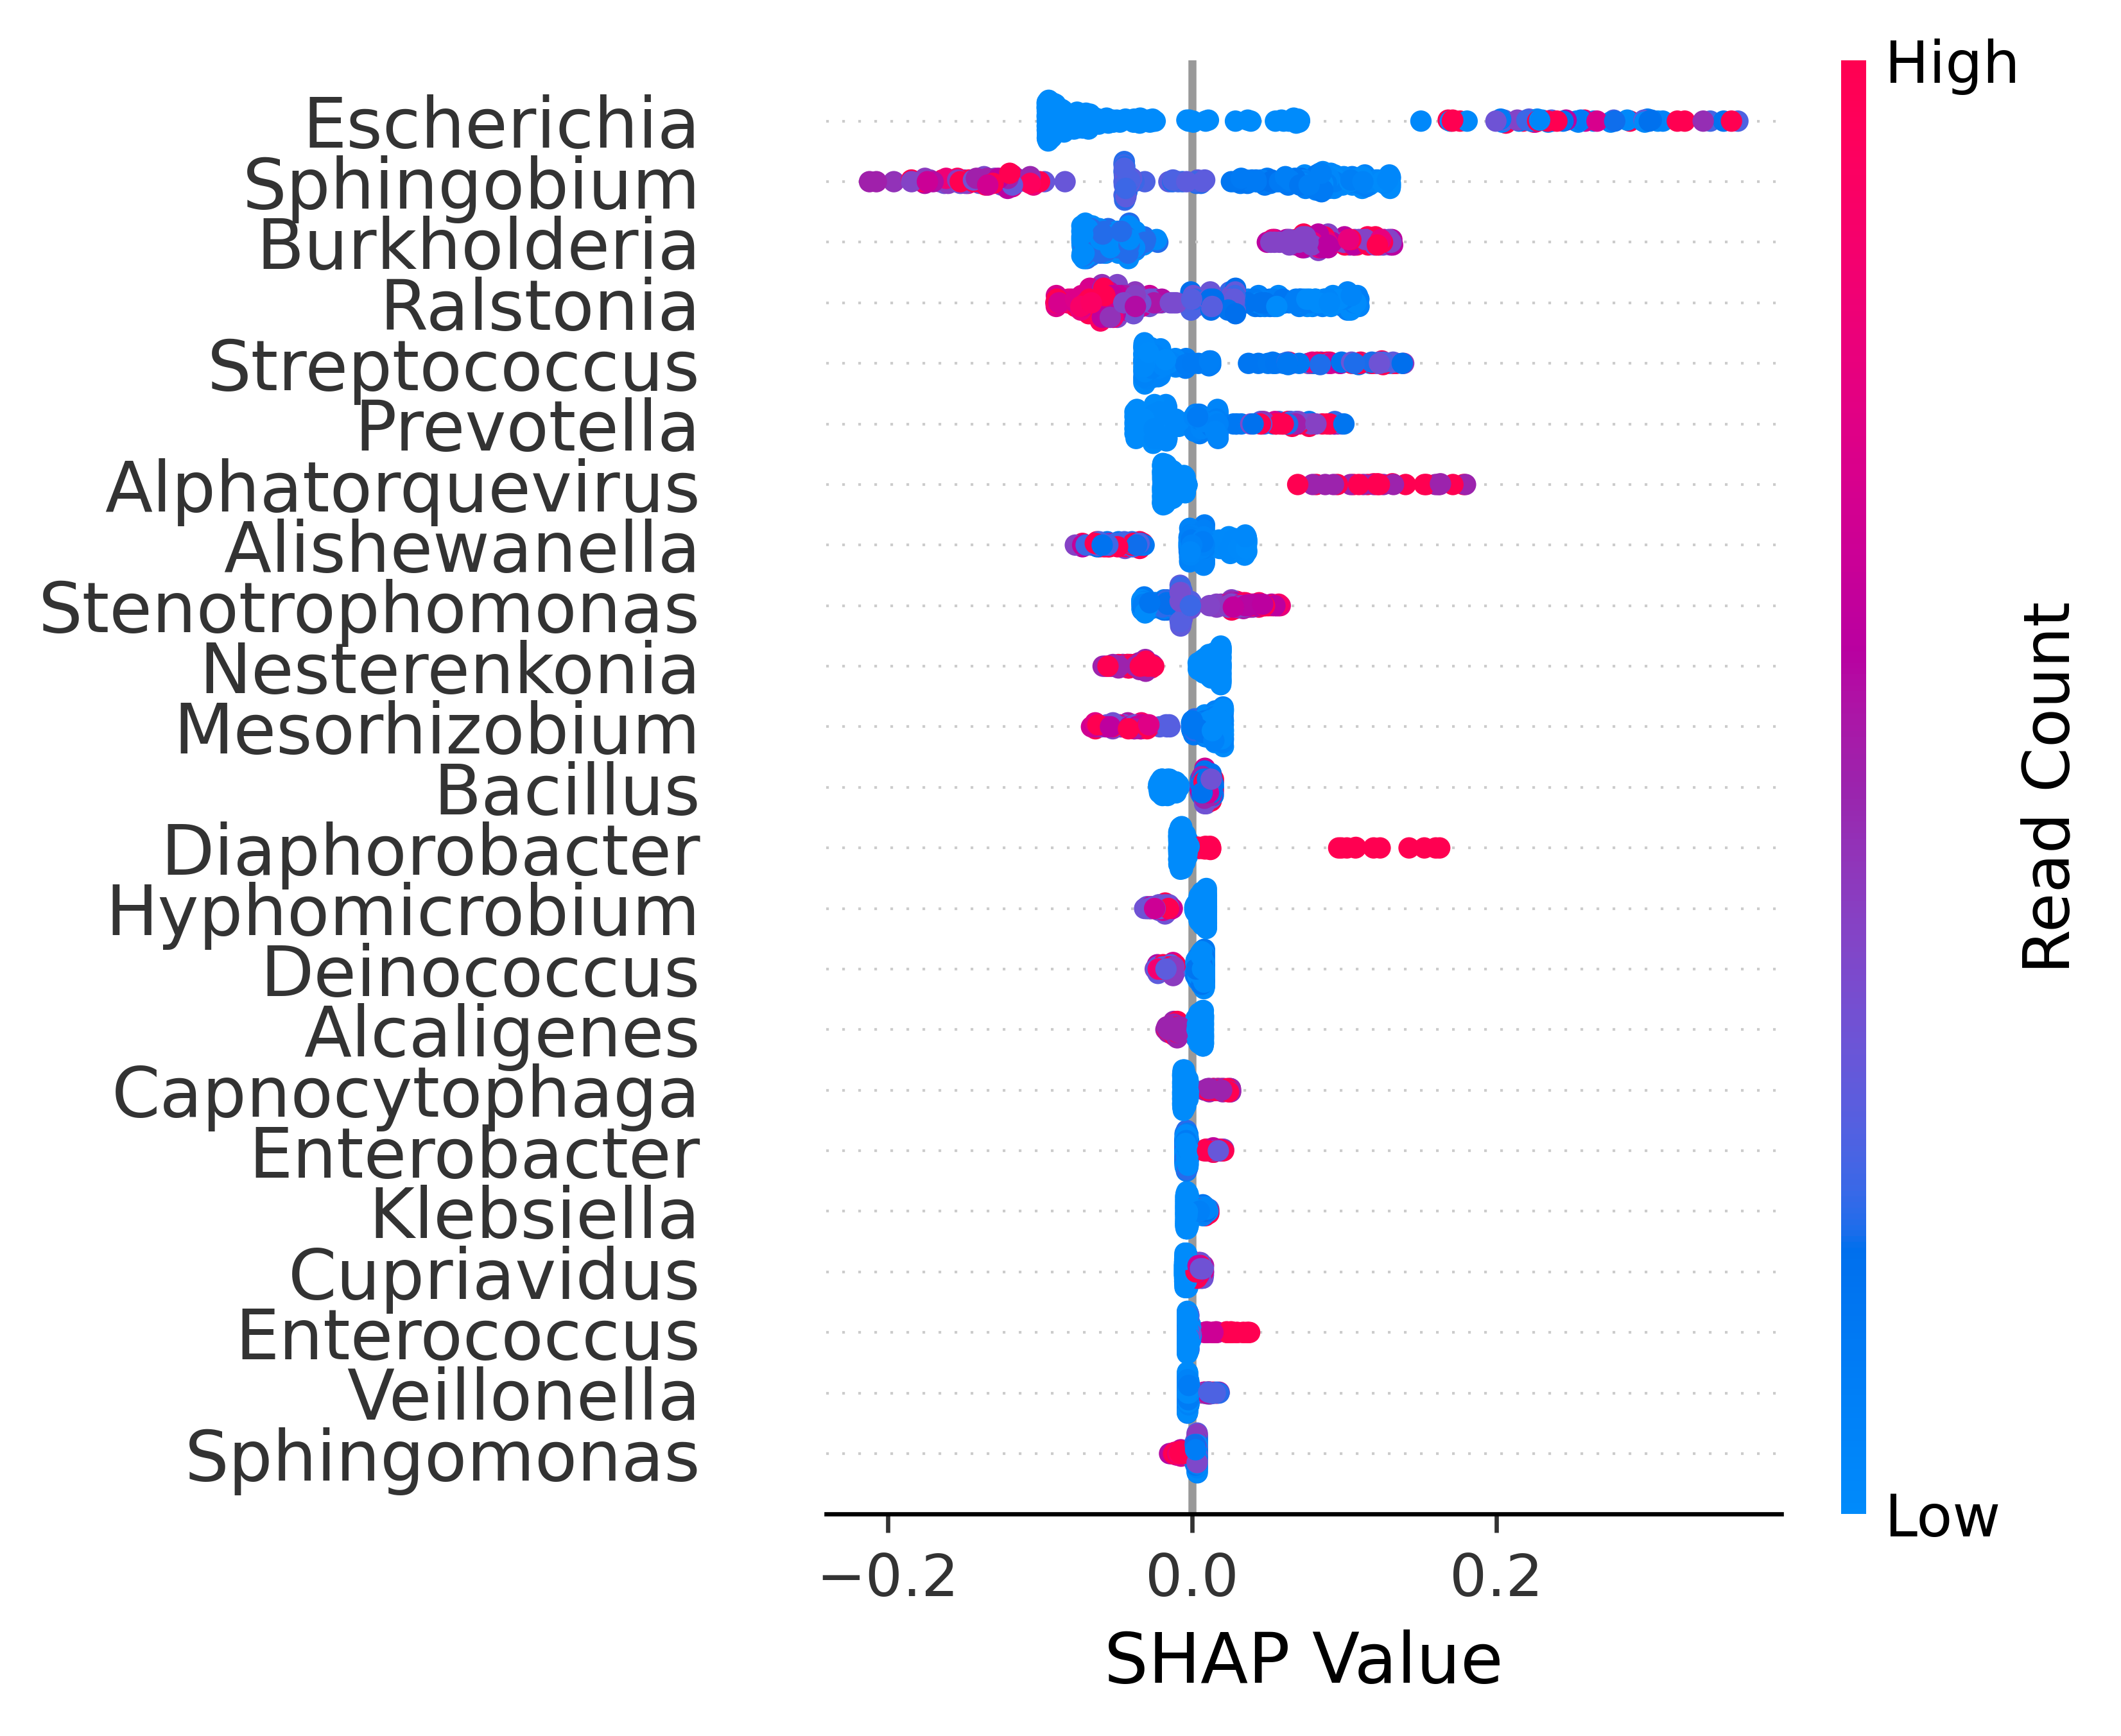 High
Escherichia
Sphingobium
Burkholderia
Ralstonia
Streptococcus
Prevotella
Alphatorquevirus
Alishewanella
Stenotrophomonas
Nesterenkonia
Mesorhizobium
Bacillus
Diaphorobacter
Hyphomicrobium
Deinococcus
Alcaligenes
Capnocytophaga
Enterobacter
Klebsiella
Cupriavidus
Enterococcus
Veillonella
Sphingomonas
Read Count
Low
−0.2 0.0 0.2
SHAP Value